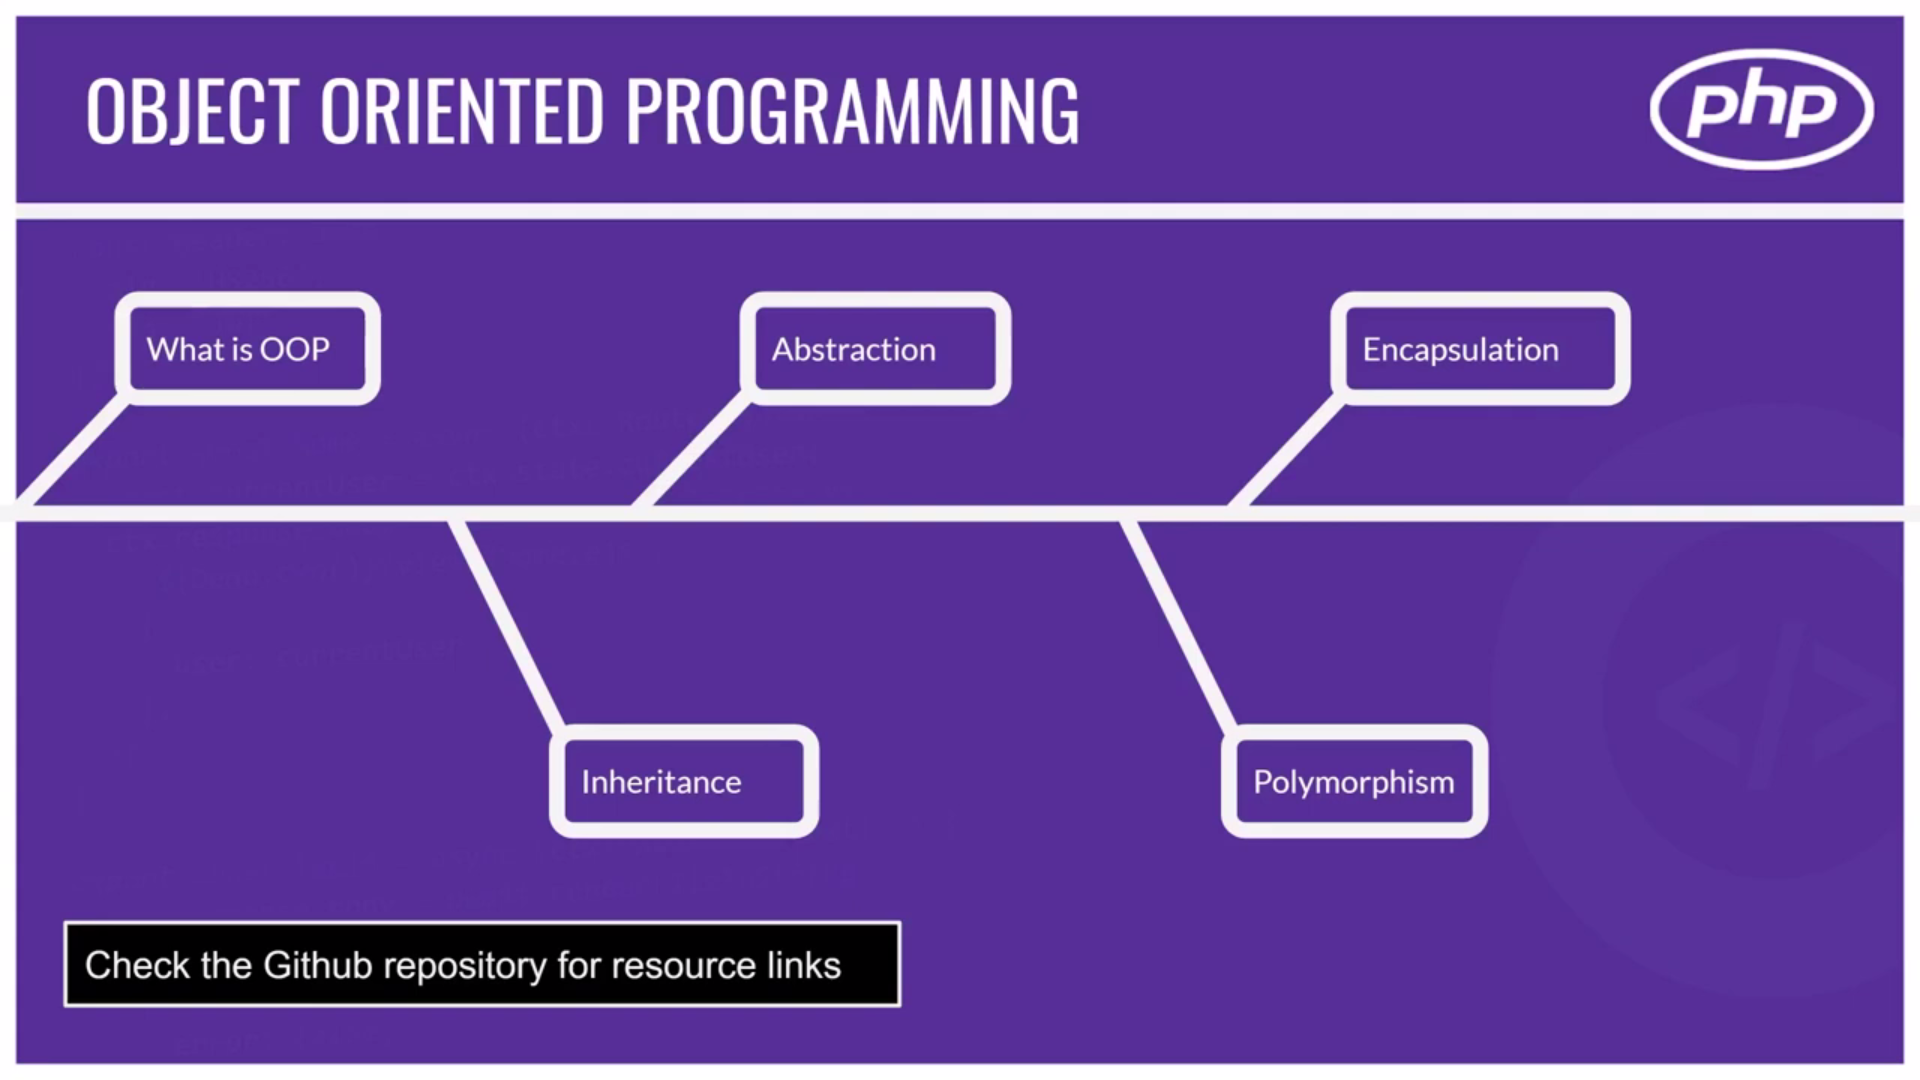 OBJECT ORIENTED PROGRAMMING
php
What is OOP
Abstraction
Encapsulation
Inheritance
Polymorphism
Check the Github repository for resource links